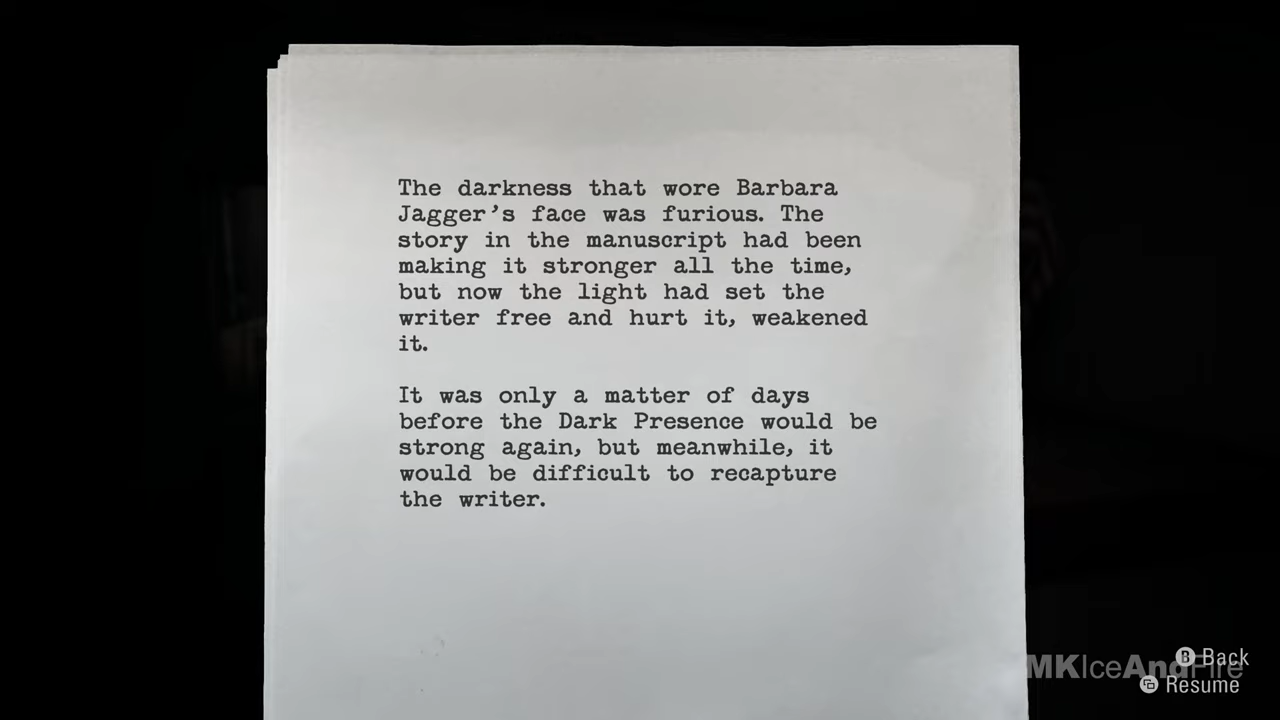 The darkness that wore Barbara
Jagger's face was furious. The
story in the manuscript had been
making it stronger all the time,
but now the light had set the
writer free and hurt it, weakened
it.
It was only a matter of days
before the Dark Presence would be
strong again, but meanwhile, it
would be difficult to recapture
the writer.
MKIceAndFire
B Back
Resume